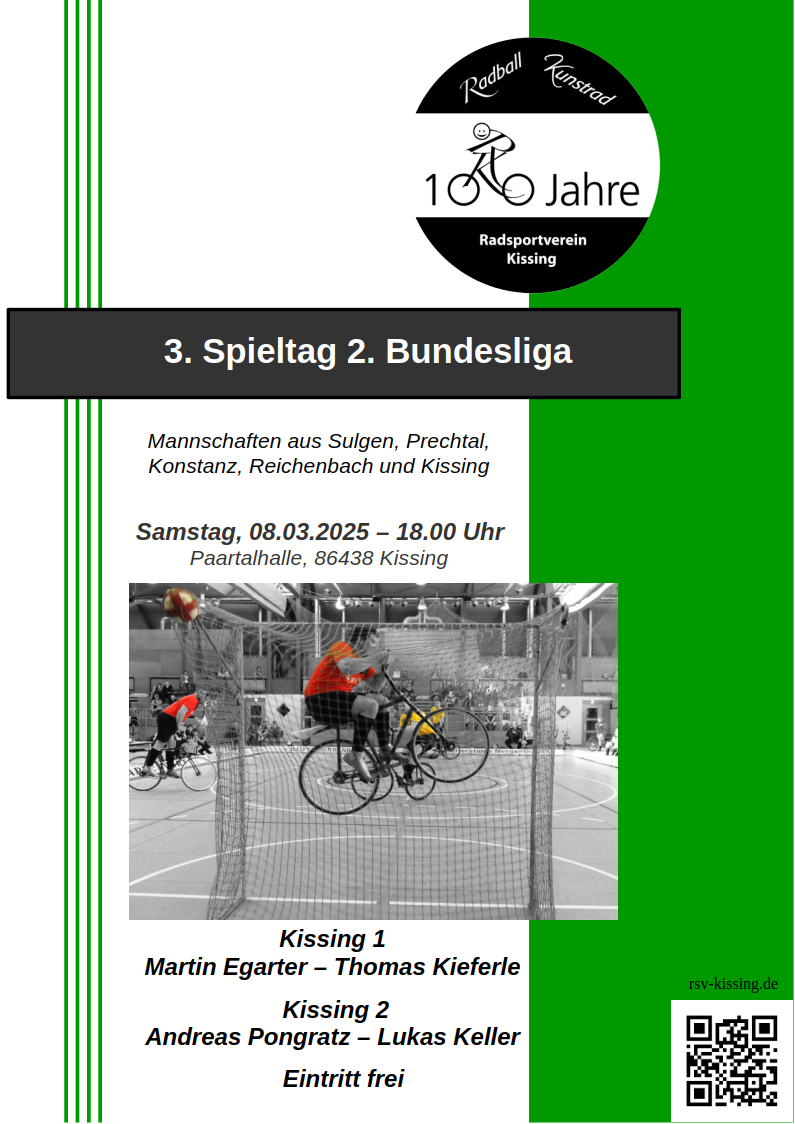 Radball Kunstrad
100 Jahre
Radsportverein
Kissing
3. Spieltag 2. Bundesliga
Mannschaften aus Sulgen, Prechtal,
Konstanz, Reichenbach und Kissing
Samstag, 08.03.2025 – 18.00 Uhr
Paartalhalle, 86438 Kissing
Kissing 1
Martin Egarter – Thomas Kieferle
Kissing 2
Andreas Pongratz – Lukas Keller
Eintritt frei
rsv-kissing.de